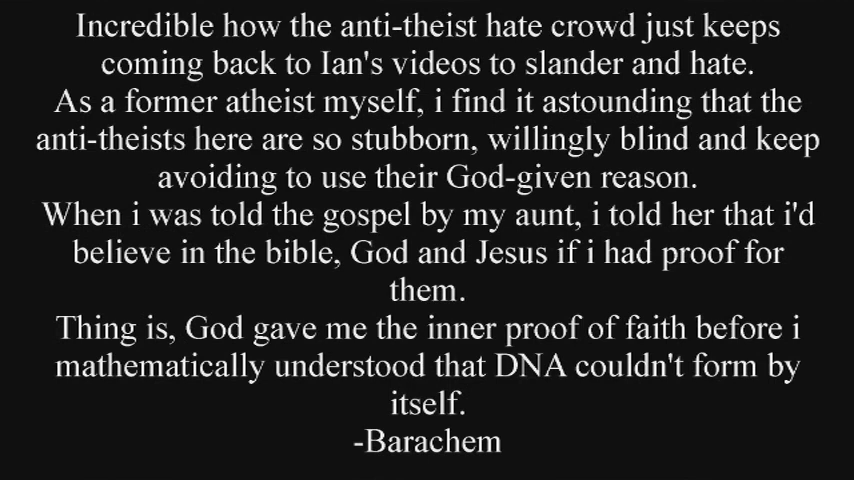 Incredible how the anti-theist hate crowd just keeps
coming back to Ian's videos to slander and hate.
As a former atheist myself, i find it astounding that the
anti-theists here are so stubborn, willingly blind and keep
avoiding to use their God-given reason.
When i was told the gospel by my aunt, i told her that i'd
believe in the bible, God and Jesus if i had proof for
them.
Thing is, God gave me the inner proof of faith before i
mathematically understood that DNA couldn't form by
itself.
-Barachem